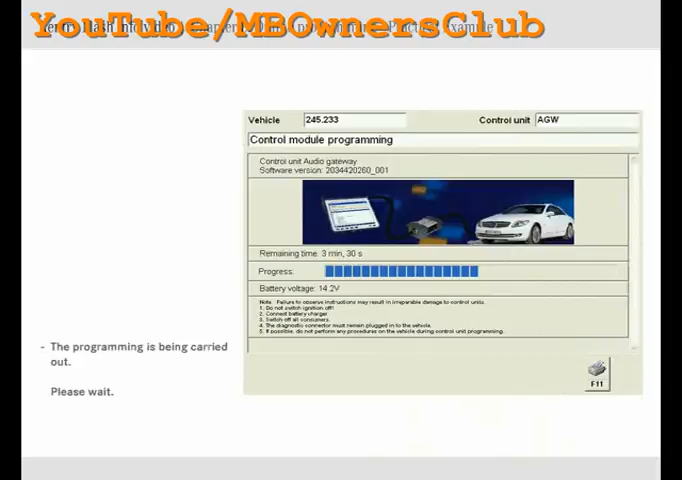 YouTube/MBOwnersClub
Vehicle 245.233 Control unit AGW
Control module programming
Control unit Audio gateway
Software version: 2034420260_001
Remaining time: 3 min, 30 s
Progress:
Battery voltage: 14.2V
Note. Failure to observe instructions may result in irreparable damage to control units.
1. Do not switch ignition off!
2. Connect battery charger
3. Switch off all consumers.
4. The diagnostic connector must remain plugged in to the vehicle.
5. If possible, do not perform any procedures on the vehicle during control unit programming.
- The programming is being carried
out.
Please wait.
F11